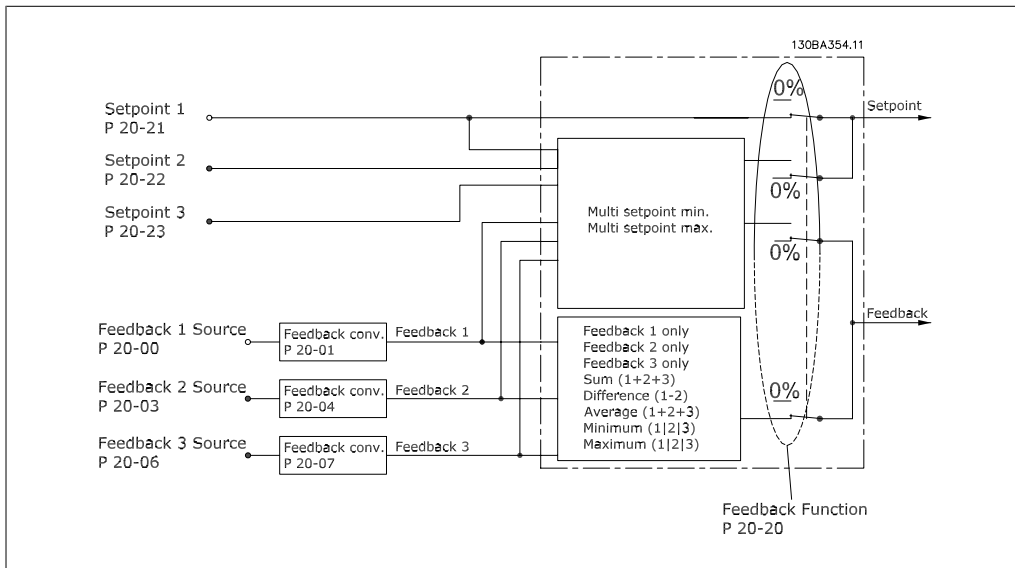 130BA354.11
Setpoint 1
P 20-21
Setpoint 2
P 20-22
Setpoint 3
P 20-23
0%
Setpoint
0%
Multi setpoint min.
Multi setpoint max.
0%
Feedback 1 Source
P 20-00
Feedback conv.
P 20-01
Feedback 1
Feedback 2 Source
P 20-03
Feedback conv.
P 20-04
Feedback 2
Feedback 3 Source
P 20-06
Feedback conv.
P 20-07
Feedback 3
Feedback 1 only
Feedback 2 only
Feedback 3 only
Sum (1+2+3)
Difference (1-2)
Average (1+2+3)
Minimum (1|2|3)
Maximum (1|2|3)
0%
Feedback
Feedback Function
P 20-20